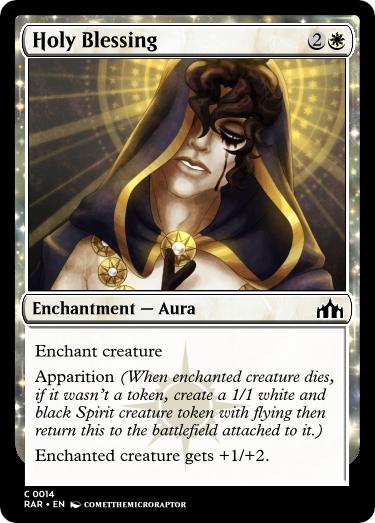 Holy Blessing 2
Enchantment — Aura
Enchant creature
Apparition (When enchanted creature dies,
if it wasn't a token, create a 1/1 white and
black Spirit creature token with flying then
return this to the battlefield attached to it.)
Enchanted creature gets +1/+2.
C 0014
RAR • EN COMETTHEMICRORAPTOR